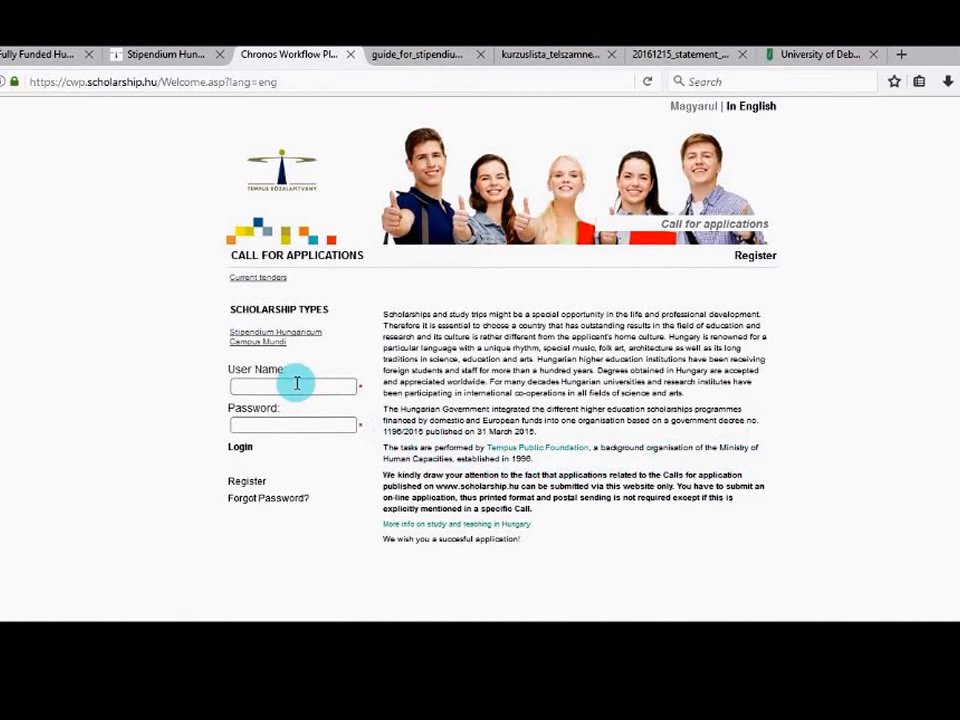 Fully Funded Hu...
Stipendium Hun...
Chronos Workflow Pl...
guide_for_stipendiu...
kurzuslista_telszamne...
20161215_statement_...
University of Deb...
https://cwp.scholarship.hu/Welcome.asp?lang=eng
Search
Magyarul | In English
TEMPUS KÖZALAPÍTVÁNY
Call for applications
CALL FOR APPLICATIONS
Register
Current tenders
SCHOLARSHIP TYPES
Stipendium Hungaricum
Campus Mundi
User Name:
*
Password:
*
Login
Register
Forgot Password?
Scholarships and study trips might be a special opportunity in the life and professional development.
Therefore it is essential to choose a country that has outstanding results in the field of education and
research and its culture is rather different from the applicant's home culture. Hungary is renowned for a
particular language with a unique rhythm, special music, folk art, architecture as well as its long
traditions in science, education and arts. Hungarian higher education institutions have been receiving
foreign students and staff for more than a hundred years. Degrees obtained in Hungary are accepted
and appreciated worldwide. For many decades Hungarian universities and research institutes have
been participating in international co-operations in all fields of science and arts.
The Hungarian Government integrated the different higher education scholarships programmes
financed by domestic and European funds into one organisation based on a government decree no.
1196/2016 published on 31 March 2016.
The tasks are performed by Tempus Public Foundation, a background organisation of the Ministry of
Human Capacities, established in 1996.
We kindly draw your attention to the fact that applications related to the Calls for application
published on www.scholarship.hu can be submitted via this website only. You have to submit an
on-line application, thus printed format and postal sending is not required except if this is
explicitly mentioned in a specific Call.
More info on study and teaching in Hungary
We wish you a succesful application!